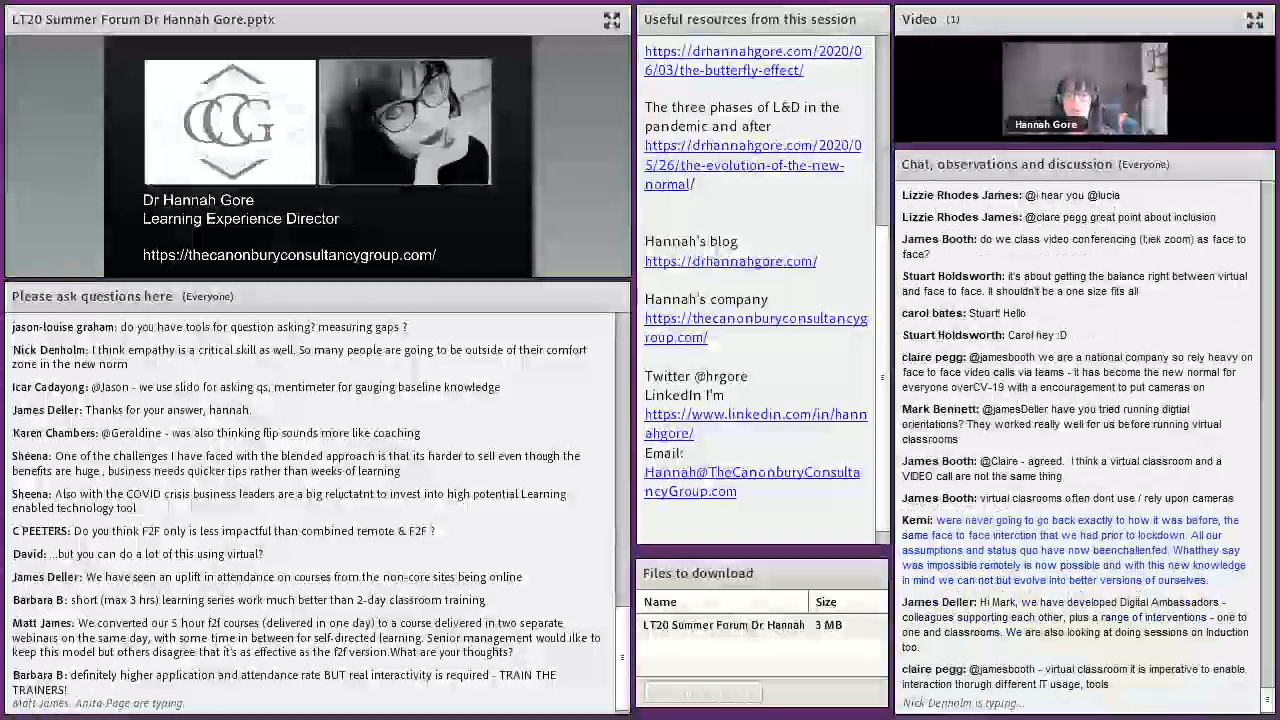 LT20 Summer Forum Dr Hannah Gore.pptx
CCG
Dr Hannah Gore
Learning Experience Director
https://thecanonburyconsultancygroup.com/
Please ask questions here (Everyone)
jason-louise graham: do you have tools for question asking? measuring gaps ?
Nick Denholm: I think empathy is a critical skill as well. So many people are going to be outside of their comfort
zone in the new norm
Icar Cadayong: @Jason - we use slido for asking qs, mentimeter for gauging baseline knowledge
James Deller: Thanks for your answer, hannah.
Karen Chambers: @Geraldine - was also thinking flip sounds more like coaching
Sheena: One of the challenges I have faced with the blended approach is that its harder to sell even though the
benefits are huge , business needs quicker tips rather than weeks of learning
Sheena: Also with the COVID crisis business leaders are a big reluctatnt to invest into high potential Learning
enabled technology tool
C PEETERS: Do you think F2F only is less impactful than combined remote & F2F ?
David: ...but you can do a lot of this using virtual?
James Deller: We have seen an uplift in attendance on courses from the non-core sites being online
Barbara B: short (max 3 hrs) learning series work much better than 2-day classroom training
Matt James: We converted our 5 hour f2f courses (delivered in one day) to a course delivered in two separate
webinars on the same day, with some time in between for self-directed learning. Senior management would ilke to
keep this model but others disagree that it's as effective as the f2f version.What are your thoughts?
Barbara B: definitely higher application and attendance rate BUT real interactivity is required - TRAIN THE
TRAINERS!
Matt James, Anita Page are typing.
Useful resources from this session
https://drhannahgore.com/2020/0
6/03/the-butterfly-effect/
The three phases of L&D in the
pandemic and after
https://drhannahgore.com/2020/0
5/26/the-evolution-of-the-new-
normal/
Hannah's blog
https://drhannahgore.com/
Hannah's company
https://thecanonburyconsultancyg
roup.com/
Twitter @hrgore
LinkedIn I'm
https://www.linkedin.com/in/hann
ahgore/
Email:
Hannah@TheCanonburyConsulta
ncyGroup.com
Files to download
Name Size
LT20 Summer Forum Dr Hannah 3 MB
Video (1)
Hannah Gore
Chat, observations and discussion (Everyone)
Lizzie Rhodes James: @i hear you @lucia
Lizzie Rhodes James: @clare pegg great point about inclusion
James Booth: do we class video conferencing (l;iek zoom) as face to
face?
Stuart Holdsworth: it's about getting the balance right between virtual
and face to face. It shouldn't be a one size fits all
carol bates: Stuart! Hello
Stuart Holdsworth: Carol hey :D
claire pegg: @jamesbooth we are a national company so rely heavy on
face to face video calls via teams - it has become the new normal for
everyone overCV-19 with a encouragement to put cameras on
Mark Bennett: @jamesDeller have you tried running digtial
orientations? They worked really well for us before running virtual
classrooms
James Booth: @Claire - agreed. I think a virtual classroom and a
VIDEO call are not the same thing
James Booth: virtual clasrooms often dont use / rely upon cameras
Kemi: were never going to go back exactly to how it was before, the
same face to face interction that we had prior to lockdown. All our
assumptions and status quo have now beenchallenfed. Whatthey say
was impossible remotely is now possible and with this new knowledge
in mind we can not but evolve into better versions of ourselves.
James Deller: Hi Mark, we have developed Digital Ambassadors -
colleagues supporting each other, plus a range of interventions - one to
one and classrooms. We are also looking at doing sessions on Induction
too.
claire pegg: @jamesbooth - virtual classroom it is imperative to enable
interaction thorugh different IT usage, tools
Nick Denholm is typing...